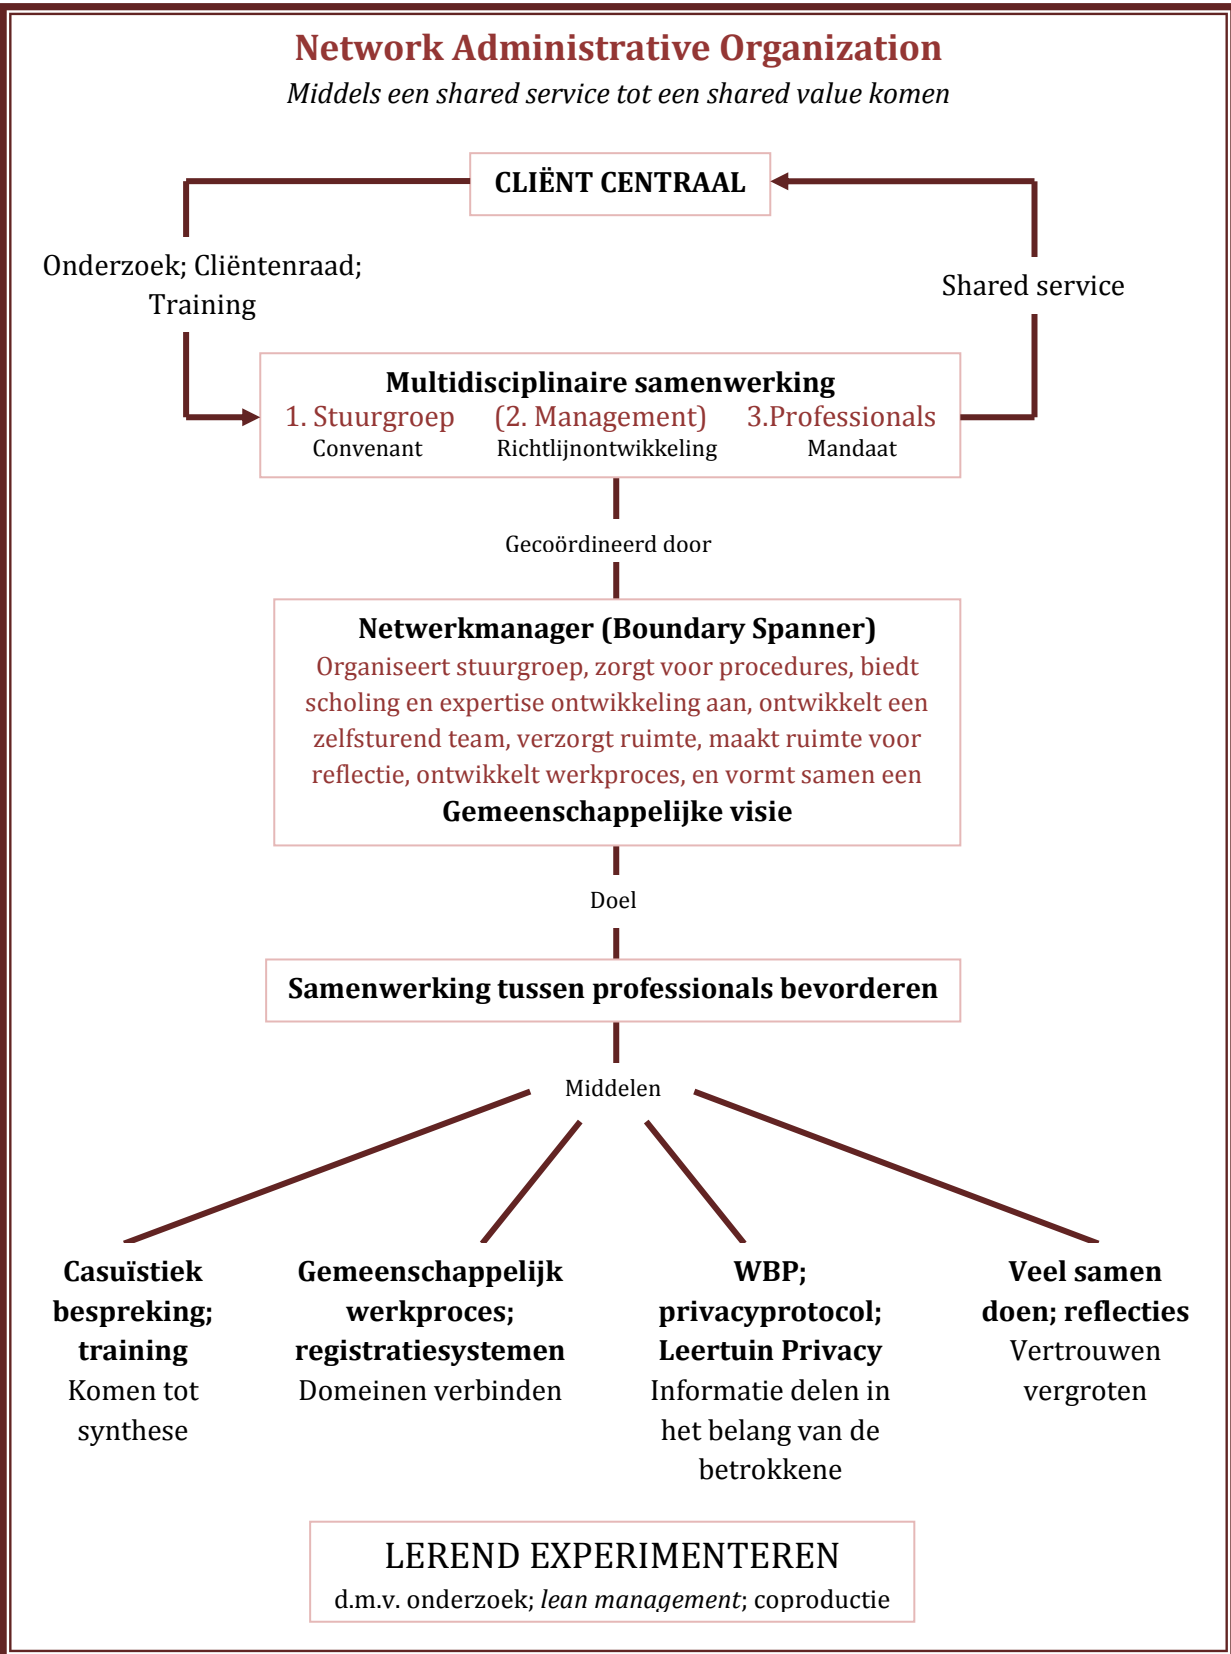 Network Administrative Organization
Middels een shared service tot een shared value komen
CLIËNT CENTRAAL
Onderzoek; Cliëntenraad;
Training
Shared service
Multidisciplinaire samenwerking
1. Stuurgroep (2. Management) 3.Professionals
Convenant Richtlijnontwikkeling Mandaat
Gecoördineerd door
Netwerkmanager (Boundary Spanner)
Organiseert stuurgroep, zorgt voor procedures, biedt
scholing en expertise ontwikkeling aan, ontwikkelt een
zelfsturend team, verzorgt ruimte, maakt ruimte voor
reflectie, ontwikkelt werkproces, en vormt samen een
Gemeenschappelijke visie
Doel
Samenwerking tussen professionals bevorderen
Middelen
Casuïstiek
bespreking;
training
Komen tot
synthese
Gemeenschappelijk
werkproces;
registratiesystemen
Domeinen verbinden
WBP;
privacyprotocol;
Leertuin Privacy
Informatie delen in
het belang van de
betrokkene
Veel samen
doen; reflecties
Vertrouwen
vergroten
LEREND EXPERIMENTEREN
d.m.v. onderzoek; lean management; coproductie